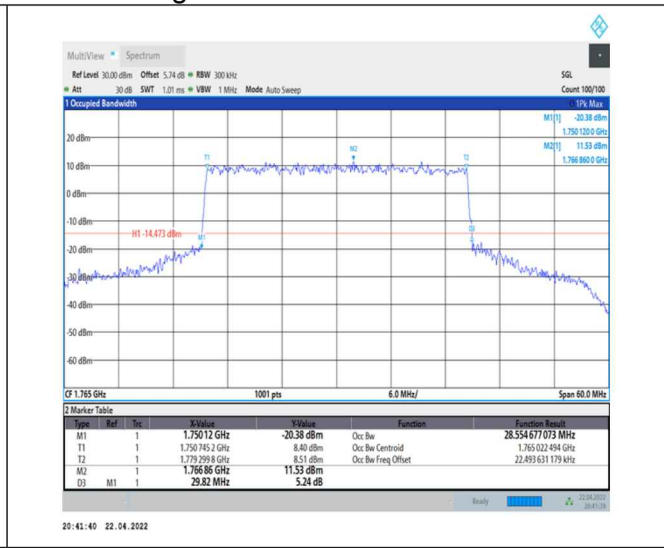 MultiView Spectrum
Ref Level 30.00 dBm Offset 5.74 dB RBW 300 kHz SGL
Att 30 dB SWT 1.01 ms VBW 1 MHz Mode Auto Sweep Count 100/100
1 Occupied Bandwidth 1Pk Max
M1[1] -20.38 dBm
1.750 120 0 GHz
M2[1] 11.53 dBm
1.766 860 0 GHz
20 dBm
M2
T1 T2
10 dBm
0 dBm
-10 dBm
H1 -14.473 dBm
M1 D3
-20 dBm
-30 dBm
-40 dBm
-50 dBm
-60 dBm
CF 1.765 GHz 1001 pts 6.0 MHz/ Span 60.0 MHz
2 Marker Table
Type Ref Trc X-Value Y-Value Function Function Result
M1 1 1.75012 GHz -20.38 dBm Occ Bw 28.554 677 073 MHz
T1 1 1.750 745 2 GHz 8.40 dBm Occ Bw Centroid 1.765 022 494 GHz
T2 1 1.779 299 8 GHz 8.51 dBm Occ Bw Freq Offset 22.493 631 179 kHz
M2 1 1.766 86 GHz 11.53 dBm
D3 M1 1 29.82 MHz 5.24 dB
Ready 22.04.2022
20:41:39
20:41:40 22.04.2022